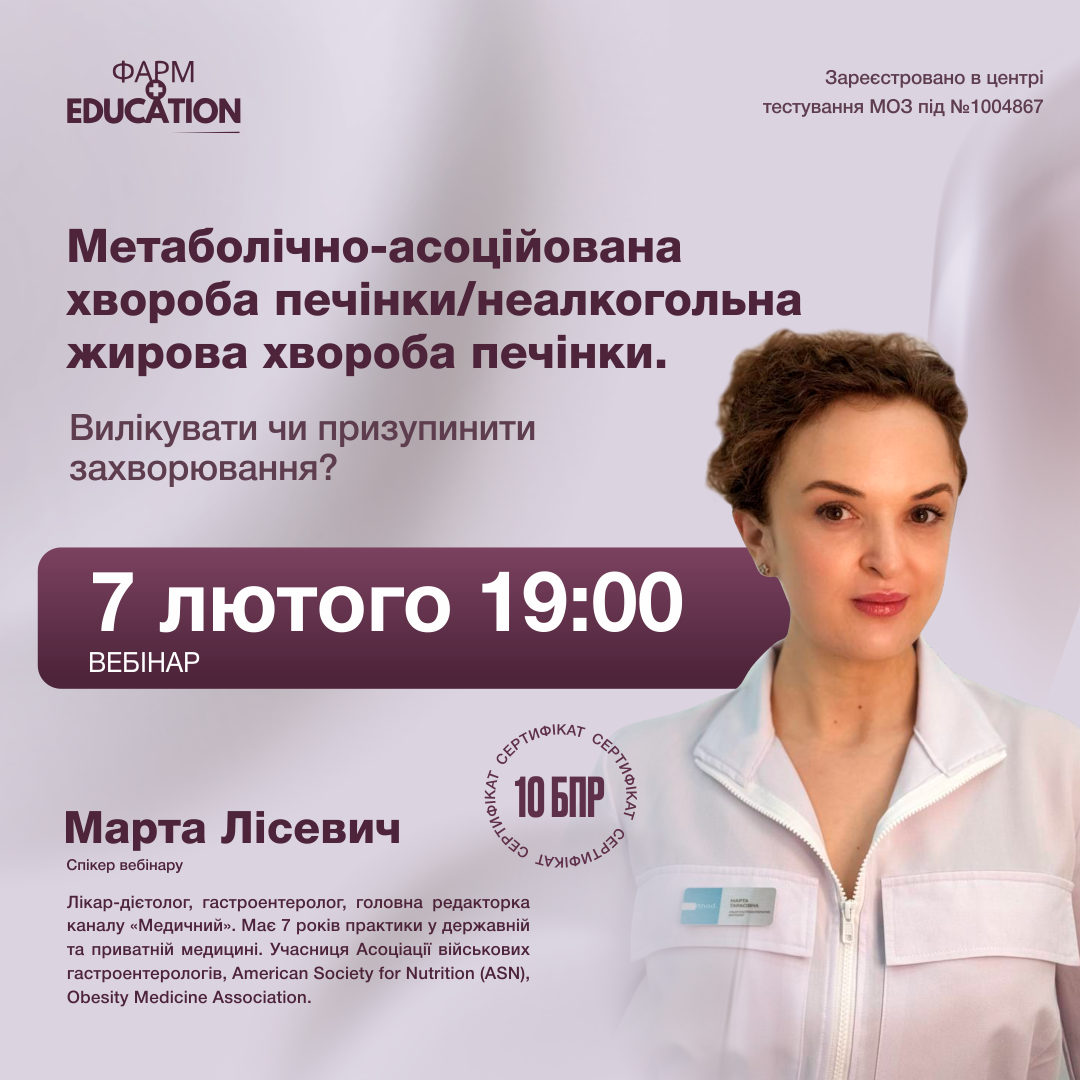 ФАРМ
EDUCATION
Зареєстровано в центрі
тестування МОЗ під №1004867
Метаболічно-асоційована
хвороба печінки/неалкогольна
жирова хвороба печінки.
Вилікувати чи призупинити
захворювання?
7 лютого 19:00
ВЕБІНАР
СЕРТИФІКАТ СЕРТИФІКАТ СЕРТИФІКАТ СЕРТИФІКАТ
10 БПР
Марта Лісевич
Спікер вебінару
Лікар-дієтолог, гастроентеролог, головна редакторка
каналу «Медичний». Має 7 років практики у державній
та приватній медицині. Учасниця Асоціації військових
гастроентерологів, American Society for Nutrition (ASN),
Obesity Medicine Association.
МАРТА
ТАРАСІВНА